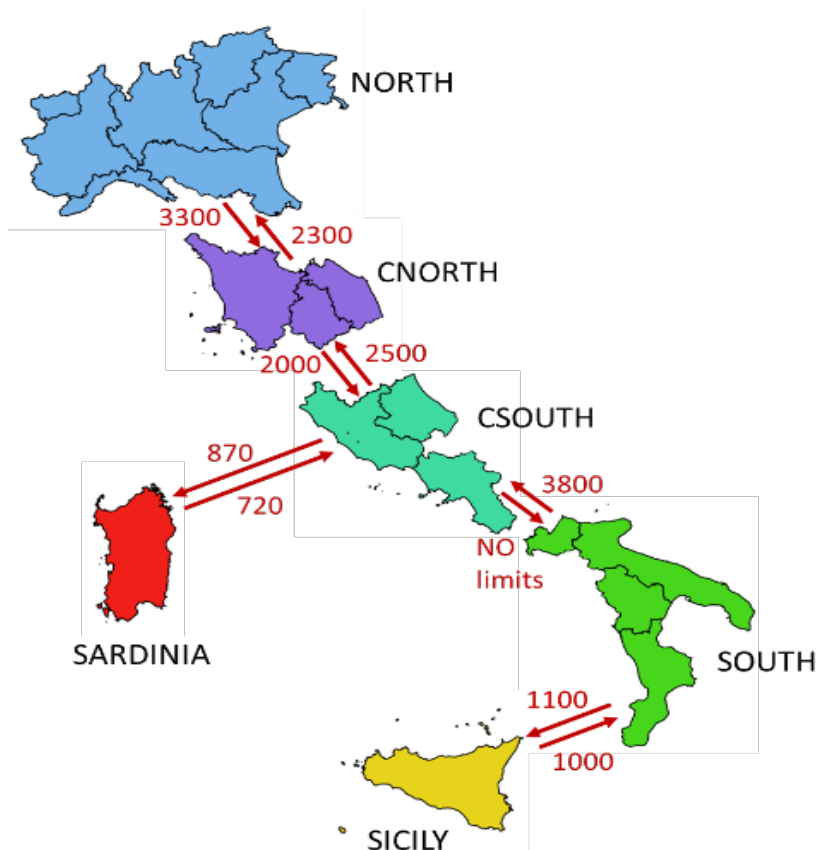 NORTH
3300
2300
CNORTH
2000
2500
CSOUTH
870
720
3800
NO
limits
SARDINIA
SOUTH
1100
1000
SICILY